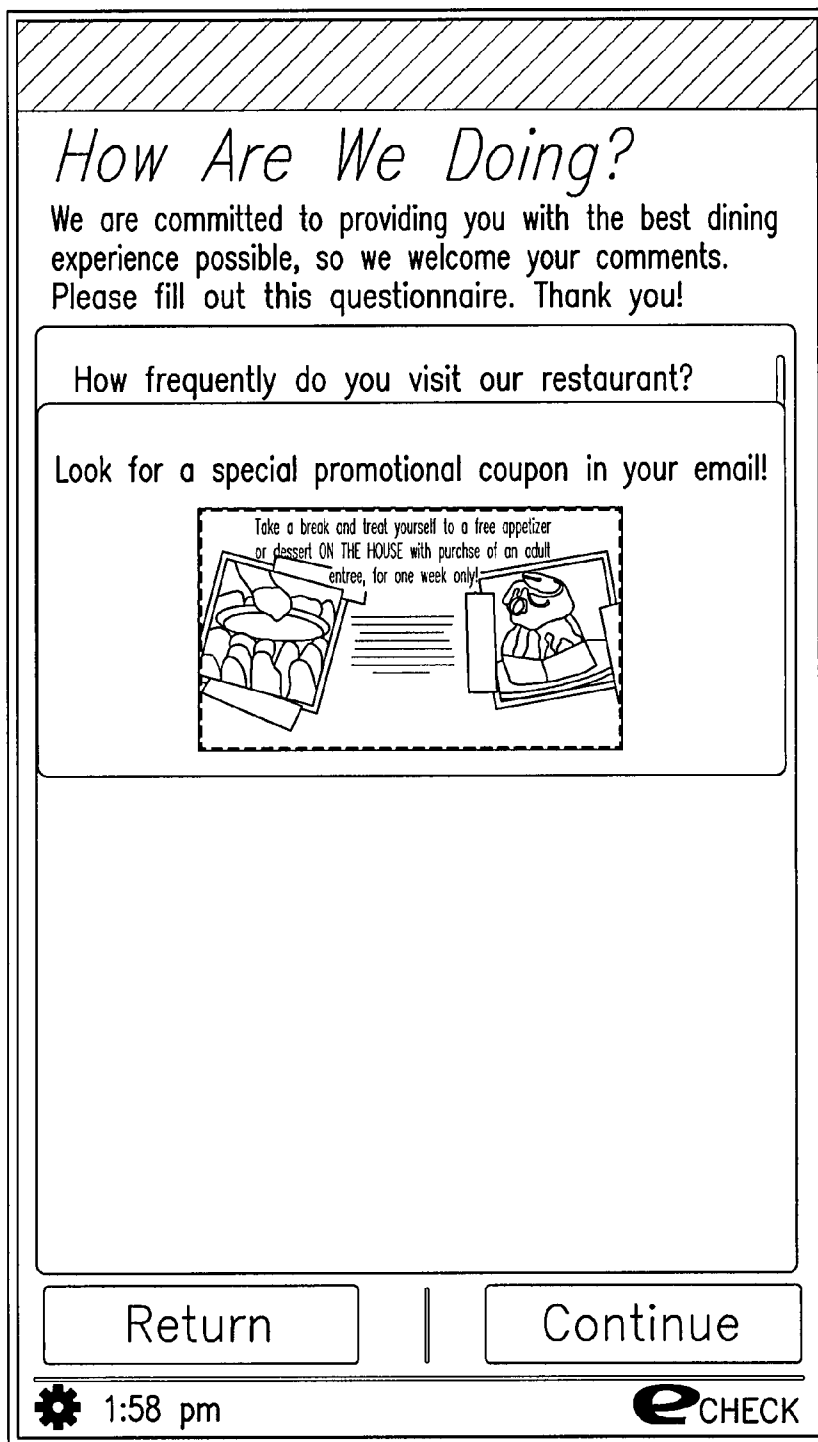 How Are We Doing?
We are committed to providing you with the best dining
experience possible, so we welcome your comments.
Please fill out this questionnaire. Thank you!
How frequently do you visit our restaurant?
Look for a special promotional coupon in your email!
Take a break and treat yourself to a free appetizer
or dessert ON THE HOUSE with purchse of an adult
entree, for one week only!
Return
Continue
1:58 pm
eCHECK